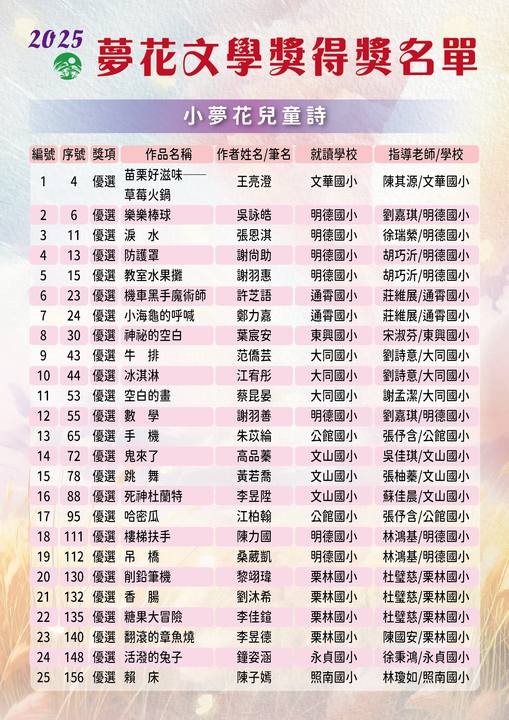 2025
夢花文學獎得獎名單
小夢花兒童詩
編號 序號 獎項 作品名稱 作者姓名/筆名 就讀學校 指導老師/學校
1 4 優選 苗栗好滋味──草莓火鍋 王亮澄 文華國小 陳其源/文華國小
2 6 優選 樂樂棒球 吳詠皓 明德國小 劉嘉琪/明德國小
3 11 優選 淚 水 張恩淇 明德國小 徐瑞縈/明德國小
4 13 優選 防護罩 謝尚助 明德國小 胡巧沂/明德國小
5 15 優選 教室水果攤 謝羽惠 明德國小 胡巧沂/明德國小
6 23 優選 機車黑手魔術師 許芝語 通霄國小 莊維展/通霄國小
7 24 優選 小海龜的呼喊 鄭力嘉 通霄國小 莊維展/通霄國小
8 30 優選 神祕的空白 葉宸安 東興國小 宋淑芬/東興國小
9 43 優選 牛 排 范僑芸 大同國小 劉詩意/大同國小
10 44 優選 冰淇淋 江宥彤 大同國小 劉詩意/大同國小
11 53 優選 空白的畫 蔡昆晏 大同國小 謝孟潔/大同國小
12 55 優選 數 學 謝羽善 明德國小 劉嘉琪/明德國小
13 65 優選 手 機 朱苡綸 公館國小 張伃含/公館國小
14 72 優選 鬼來了 高品蓁 文山國小 吳佳琪/文山國小
15 78 優選 跳 舞 黃若喬 文山國小 張柚蓁/文山國小
16 88 優選 死神杜蘭特 李昱陞 文山國小 蘇佳晨/文山國小
17 95 優選 哈密瓜 江柏翰 公館國小 張伃含/公館國小
18 111 優選 樓梯扶手 陳力國 明德國小 林鴻基/明德國小
19 112 優選 吊 橋 桑葳凱 明德國小 林鴻基/明德國小
20 130 優選 削鉛筆機 黎翊瑋 栗林國小 杜璧慈/栗林國小
21 132 優選 香 腸 劉沐希 栗林國小 杜璧慈/栗林國小
22 135 優選 糖果大冒險 李佳鍹 栗林國小 杜璧慈/栗林國小
23 140 優選 翻滾的章魚燒 李昱德 栗林國小 陳國安/栗林國小
24 148 優選 活潑的兔子 鐘姿涵 永貞國小 徐秉鴻/永貞國小
25 156 優選 賴 床 陳子嫣 照南國小 林瓊如/照南國小